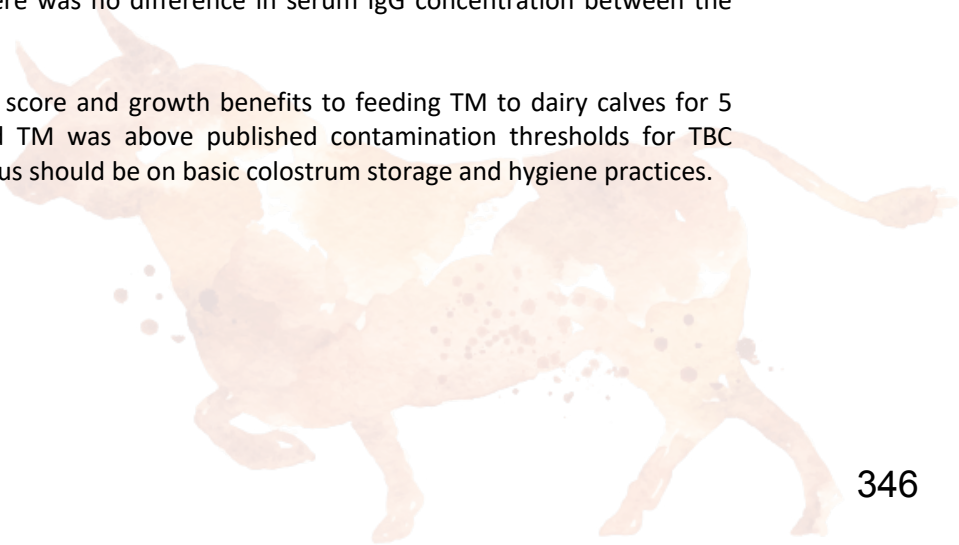 ere was no difference in serum IgG concentration between the
score and growth benefits to feeding TM to dairy calves for 5
TM was above published contamination thresholds for TBC
us should be on basic colostrum storage and hygiene practices.
346